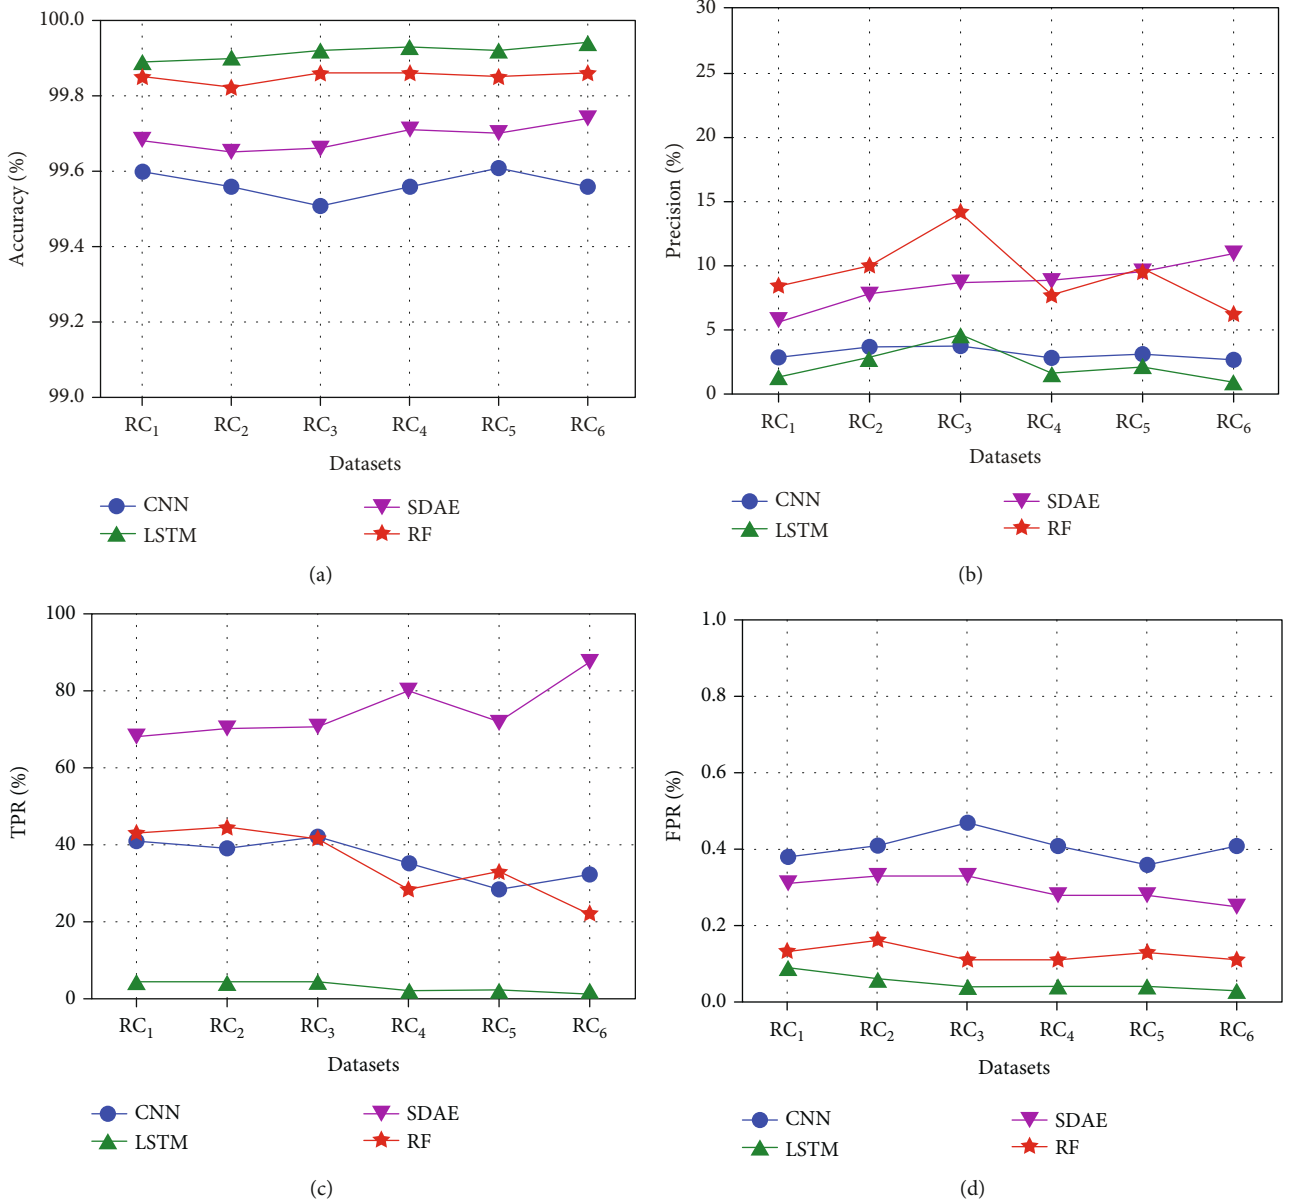 100.0
99.8
99.6
99.4
99.2
99.0
Accuracy (%)
RC1 RC2 RC3 RC4 RC5 RC6
Datasets
CNN SDAE
LSTM RF
(a)
30
25
20
15
10
5
0
Precision (%)
RC1 RC2 RC3 RC4 RC5 RC6
Datasets
CNN SDAE
LSTM RF
(b)
100
80
60
40
20
0
TPR (%)
RC1 RC2 RC3 RC4 RC5 RC6
Datasets
CNN SDAE
LSTM RF
(c)
1.0
0.8
0.6
0.4
0.2
0.0
FPR (%)
RC1 RC2 RC3 RC4 RC5 RC6
Datasets
CNN SDAE
LSTM RF
(d)